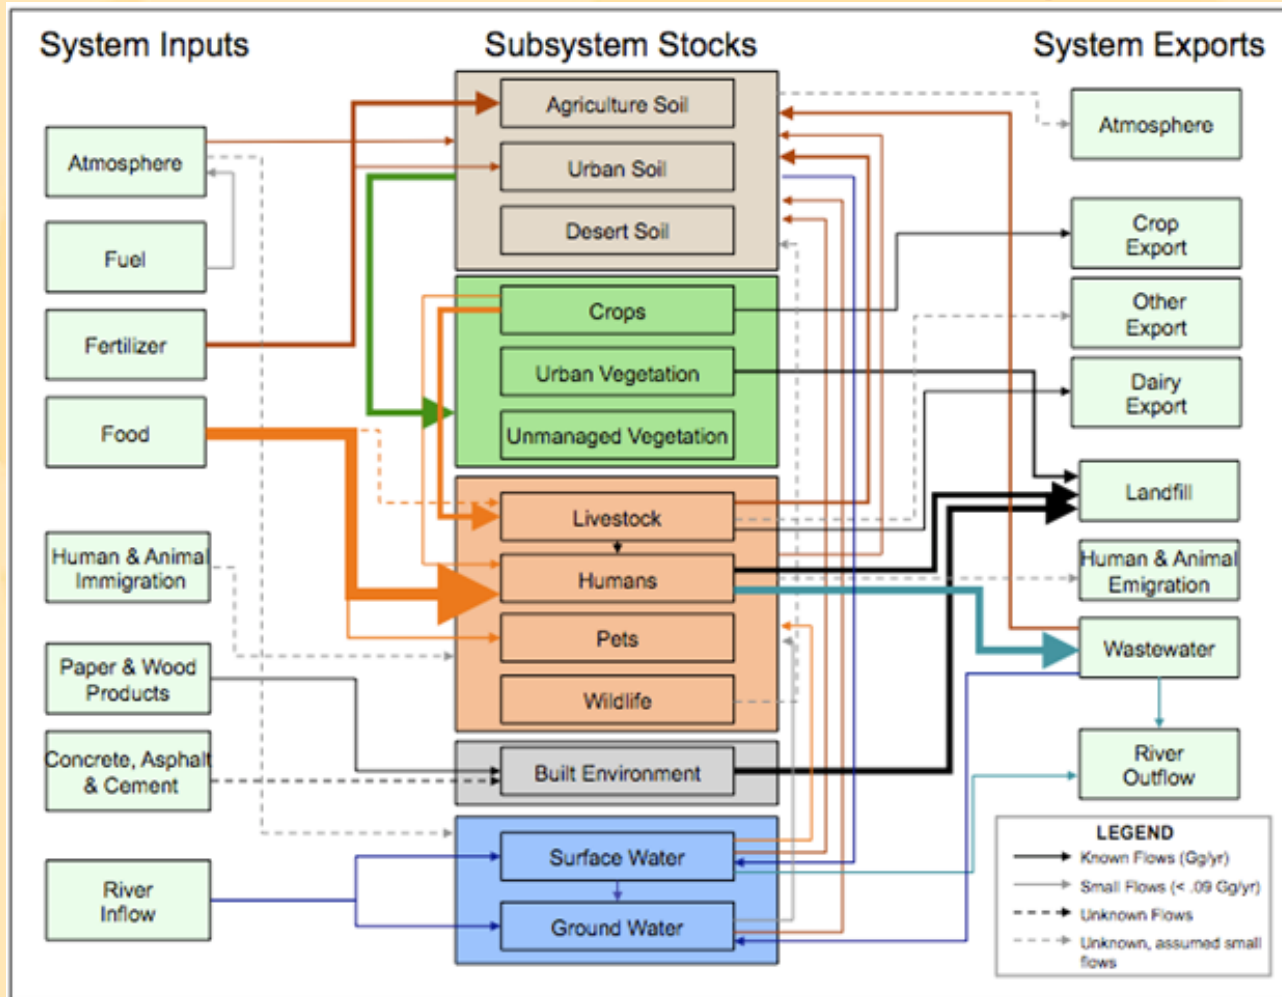 System Inputs
Subsystem Stocks
System Exports
Atmosphere
Fuel
Fertilizer
Food
Human & Animal
Immigration
Paper & Wood
Products
Concrete, Asphalt
& Cement
River
Inflow
Agriculture Soil
Urban Soil
Desert Soil
Crops
Urban Vegetation
Unmanaged Vegetation
Livestock
Humans
Pets
Wildlife
Built Environment
Surface Water
Ground Water
Atmosphere
Crop
Export
Other
Export
Dairy
Export
Landfill
Human & Animal
Emigration
Wastewater
River
Outflow
LEGEND
Known Flows (Gg/yr)
Small Flows (< .09 Gg/yr)
Unknown Flows
Unknown, assumed small
flows